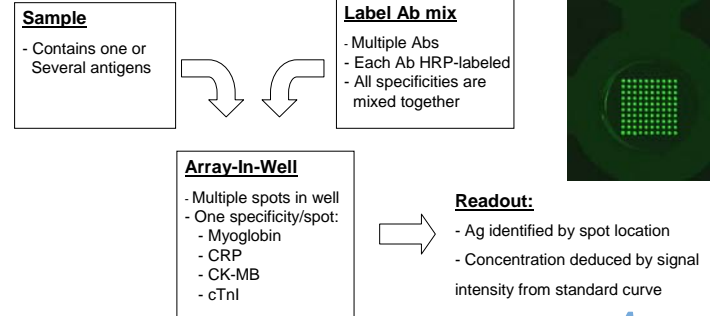 Sample
- Contains one or
Several antigens
Label Ab mix
- Multiple Abs
- Each Ab HRP-labeled
- All specificities are
mixed together
Array-In-Well
- Multiple spots in well
- One specificity/spot:
- Myoglobin
- CRP
- CK-MB
- cTnI
Readout:
- Ag identified by spot location
- Concentration deduced by signal
intensity from standard curve